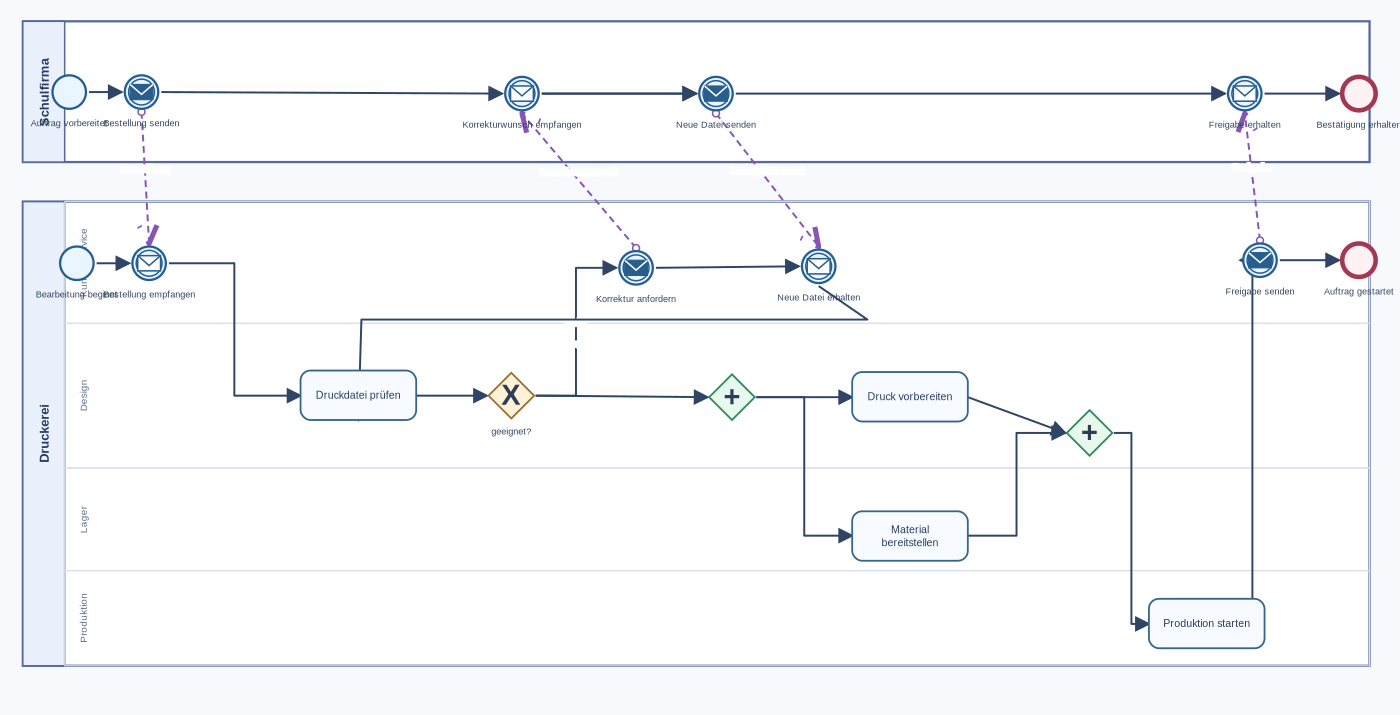 Schulfirma
Auftrag vorbereitet
Bestellung senden
Korrekturwunsch empfangen
Neue Datei senden
Freigabe erhalten
Bestätigung erhalten
Druckerei
Bearbeitung beginnt
Bestellung empfangen
Korrektur anfordern
Neue Datei erhalten
Freigabe senden
Auftrag gestartet
Design
Druckdatei prüfen
X
geeignet?
+
Druck vorbereiten
+
Lager
Material
bereitstellen
Produktion
Produktion starten